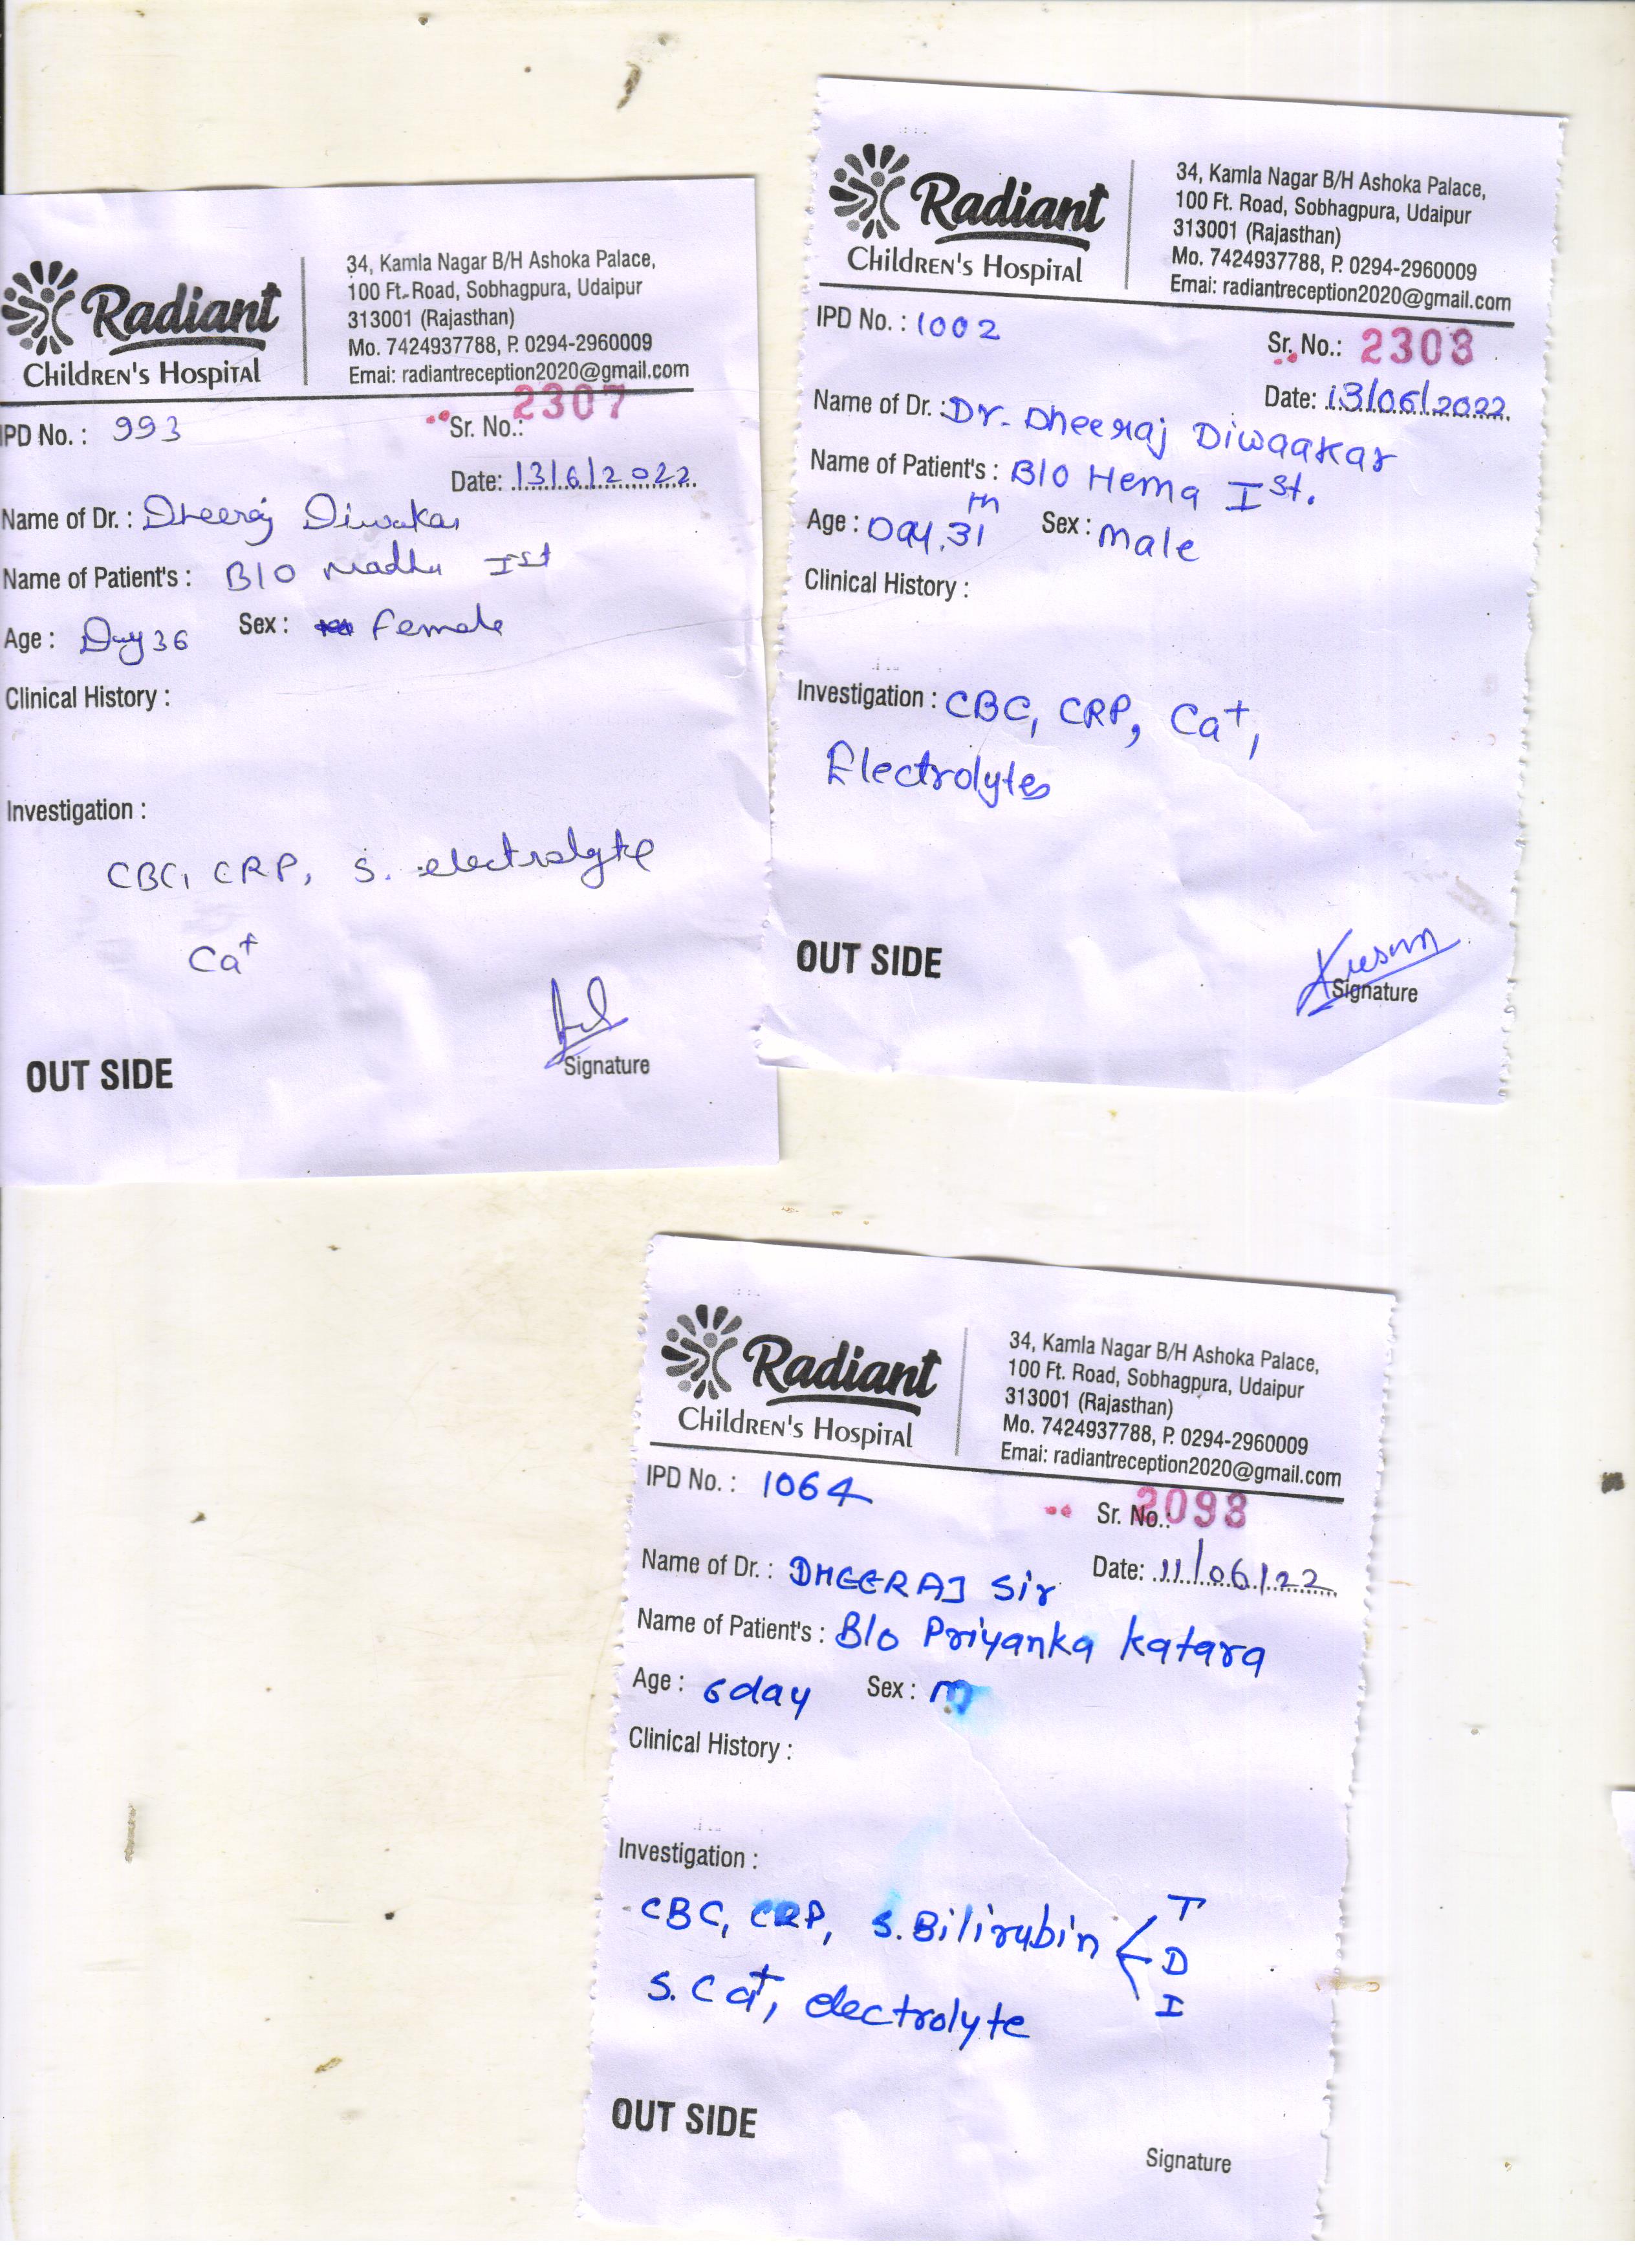 Radiant
Children's Hospital
34, Kamla Nagar B/H Ashoka Palace,
100 Ft. Road, Sobhagpura, Udaipur
313001 (Rajasthan)
Mo. 7424937788, P. 0294-2960009
Emai: radiantreception2020@gmail.com
IPD No. : 993
Sr. No.: 2307
Date: 13/6/2022
Name of Dr. : Dheeraj Diwakar
Name of Patient's : B/O Madhu Ist
Age : Day 36 Sex : Female
Clinical History :
Investigation :
CBC, CRP, S. electrolyte
Ca+
Signature
OUT SIDE
Radiant
Children's Hospital
34, Kamla Nagar B/H Ashoka Palace,
100 Ft. Road, Sobhagpura, Udaipur
313001 (Rajasthan)
Mo. 7424937788, P. 0294-2960009
Emai: radiantreception2020@gmail.com
IPD No. : 1002
Sr. No.: 2308
Date: 13/06/2022
Name of Dr. : Dr. Dheeraj Diwaakar
Name of Patient's : B/O Hema Ist.
Age : Day. 31th Sex : Male
Clinical History :
Investigation : CBC, CRP, Ca+,
Electrolytes
OUT SIDE
Kusum
Signature
Radiant
Children's Hospital
34, Kamla Nagar B/H Ashoka Palace,
100 Ft. Road, Sobhagpura, Udaipur
313001 (Rajasthan)
Mo. 7424937788, P. 0294-2960009
Emai: radiantreception2020@gmail.com
IPD No. : 1064
Sr. No.: 2098
Name of Dr. : DHEERAJ Sir Date: 11/06/22
Name of Patient's : B/o Priyanka Katara
Age : 6day Sex : M
Clinical History :
Investigation :
CBC, CRP, S.Bilirubin < T
D
I
S.Ca+, electrolyte
OUT SIDE
Signature